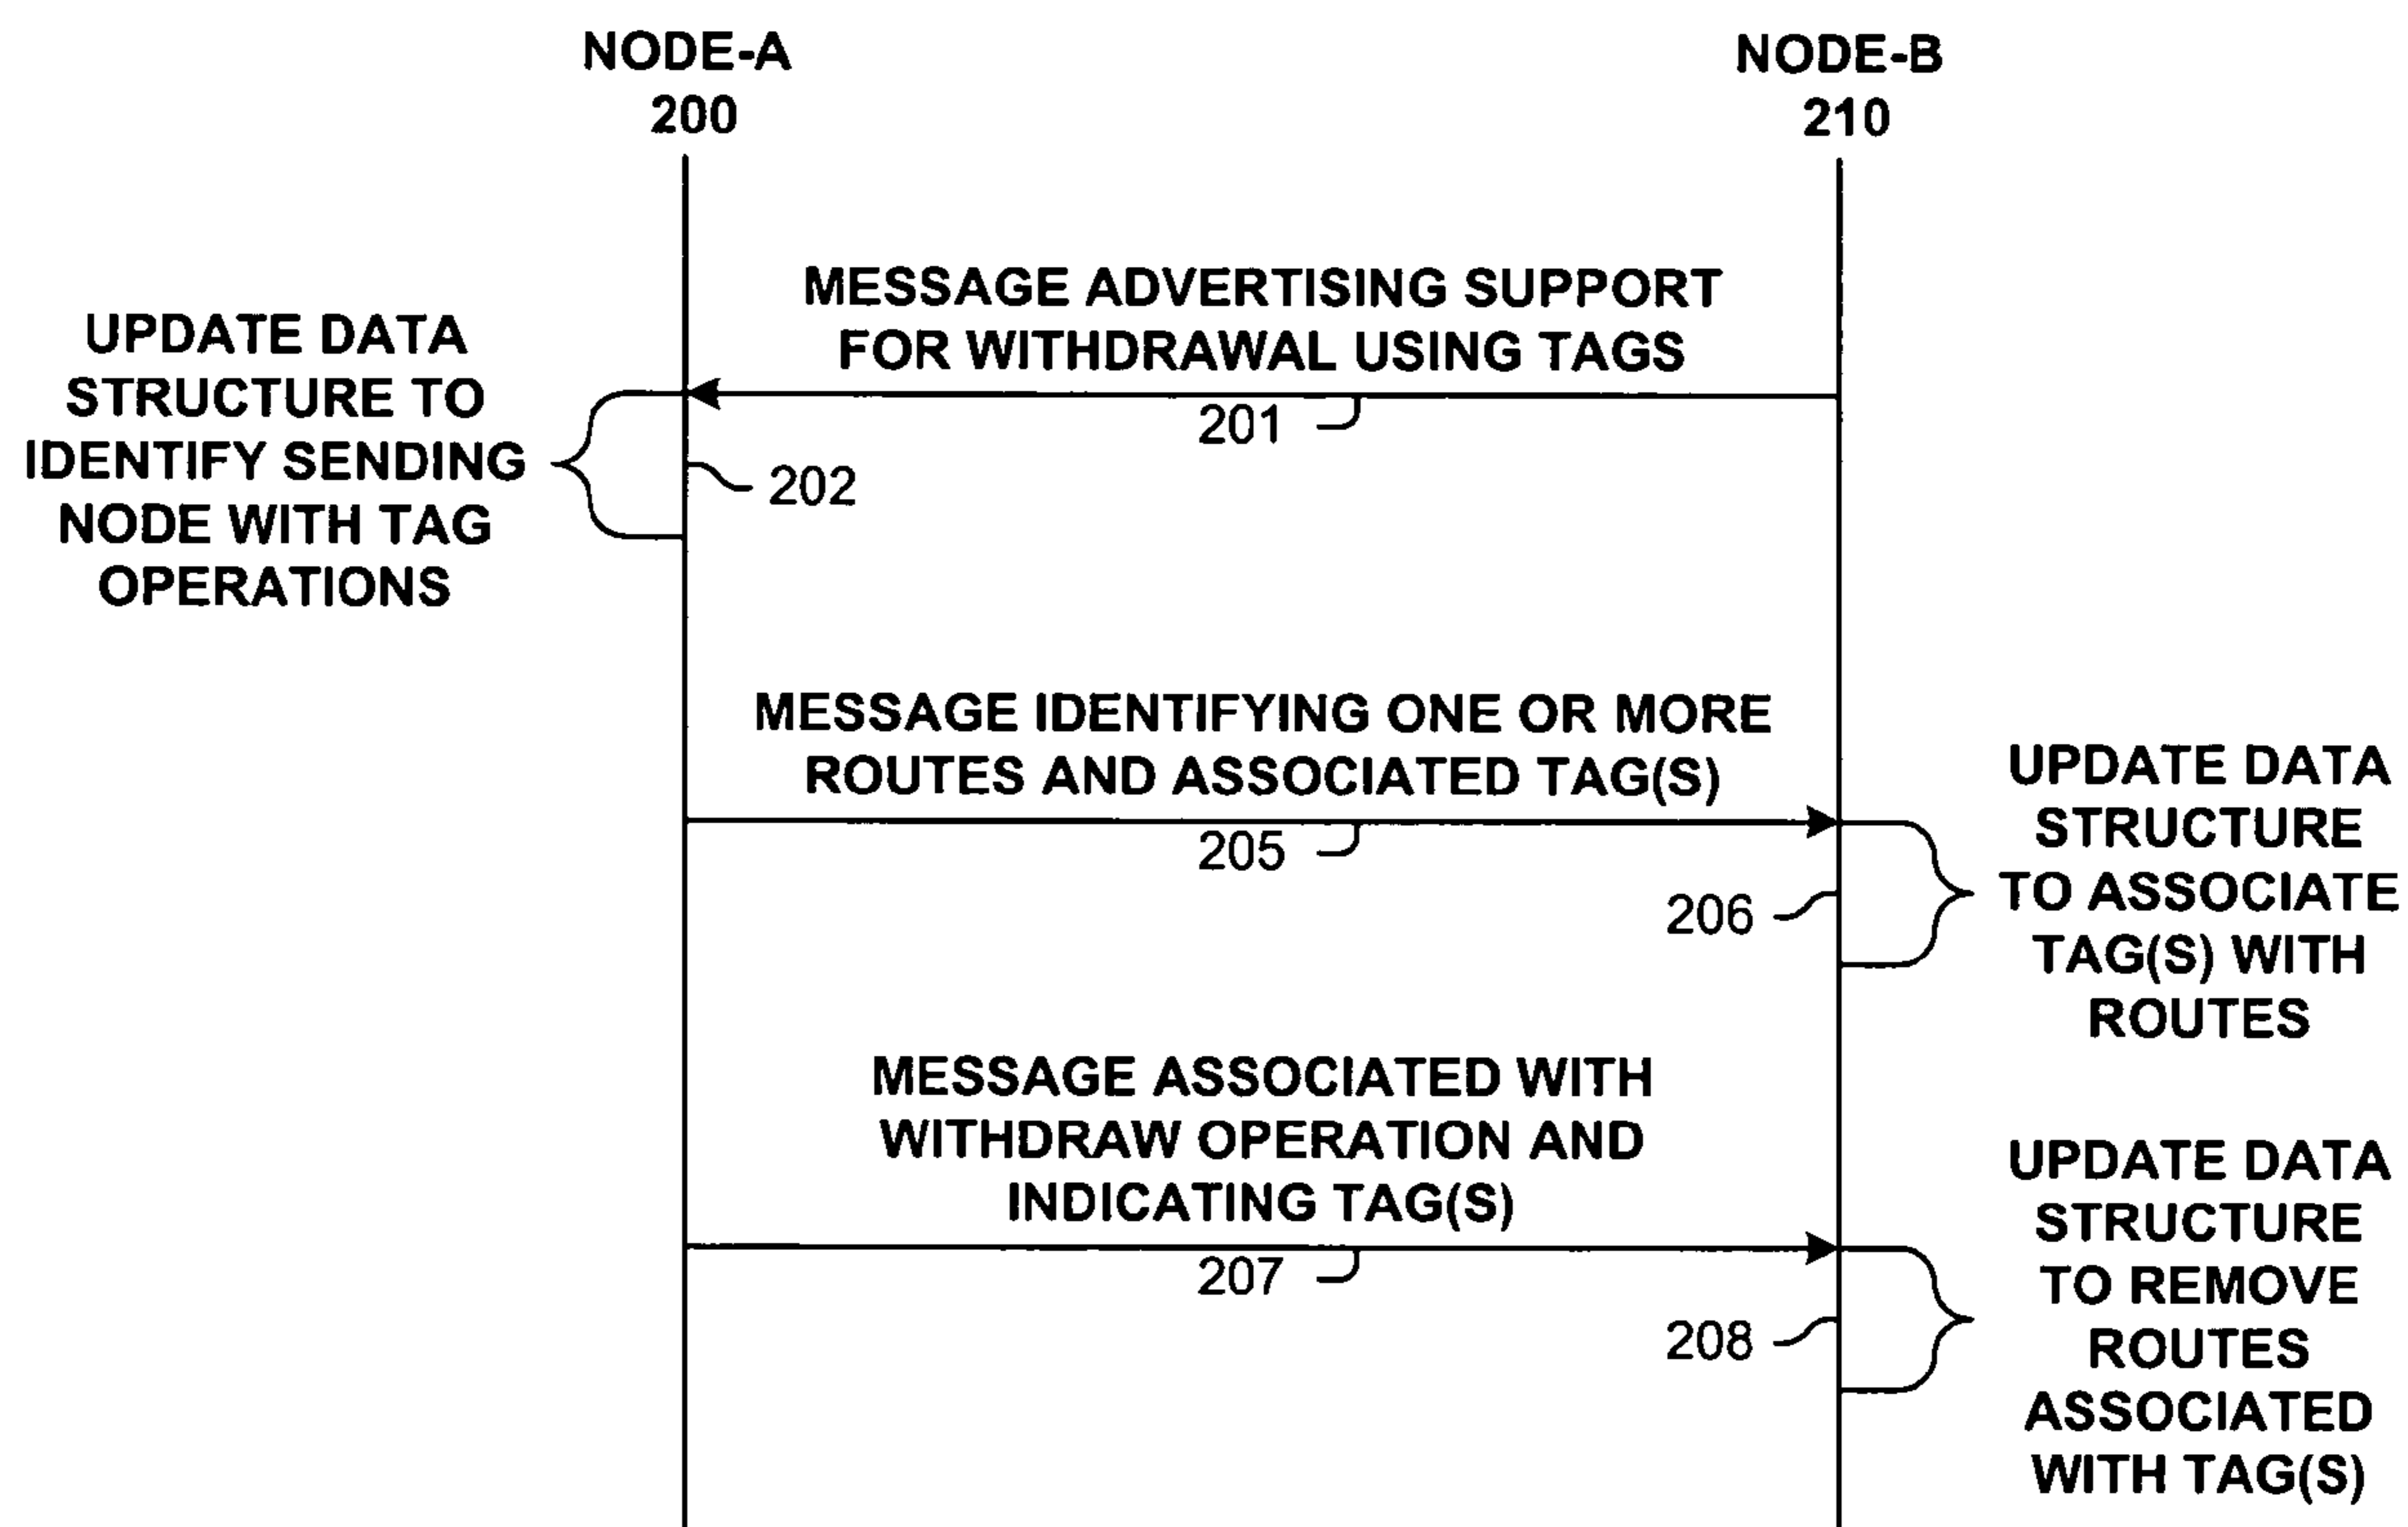 NODE-A
200
NODE-B
210
MESSAGE ADVERTISING SUPPORT
FOR WITHDRAWAL USING TAGS
201
UPDATE DATA
STRUCTURE TO
IDENTIFY SENDING
NODE WITH TAG
OPERATIONS
202
MESSAGE IDENTIFYING ONE OR MORE
ROUTES AND ASSOCIATED TAG(S)
205
UPDATE DATA
STRUCTURE
TO ASSOCIATE
TAG(S) WITH
ROUTES
206
MESSAGE ASSOCIATED WITH
WITHDRAW OPERATION AND
INDICATING TAG(S)
207
UPDATE DATA
STRUCTURE
TO REMOVE
ROUTES
ASSOCIATED
WITH TAG(S)
208